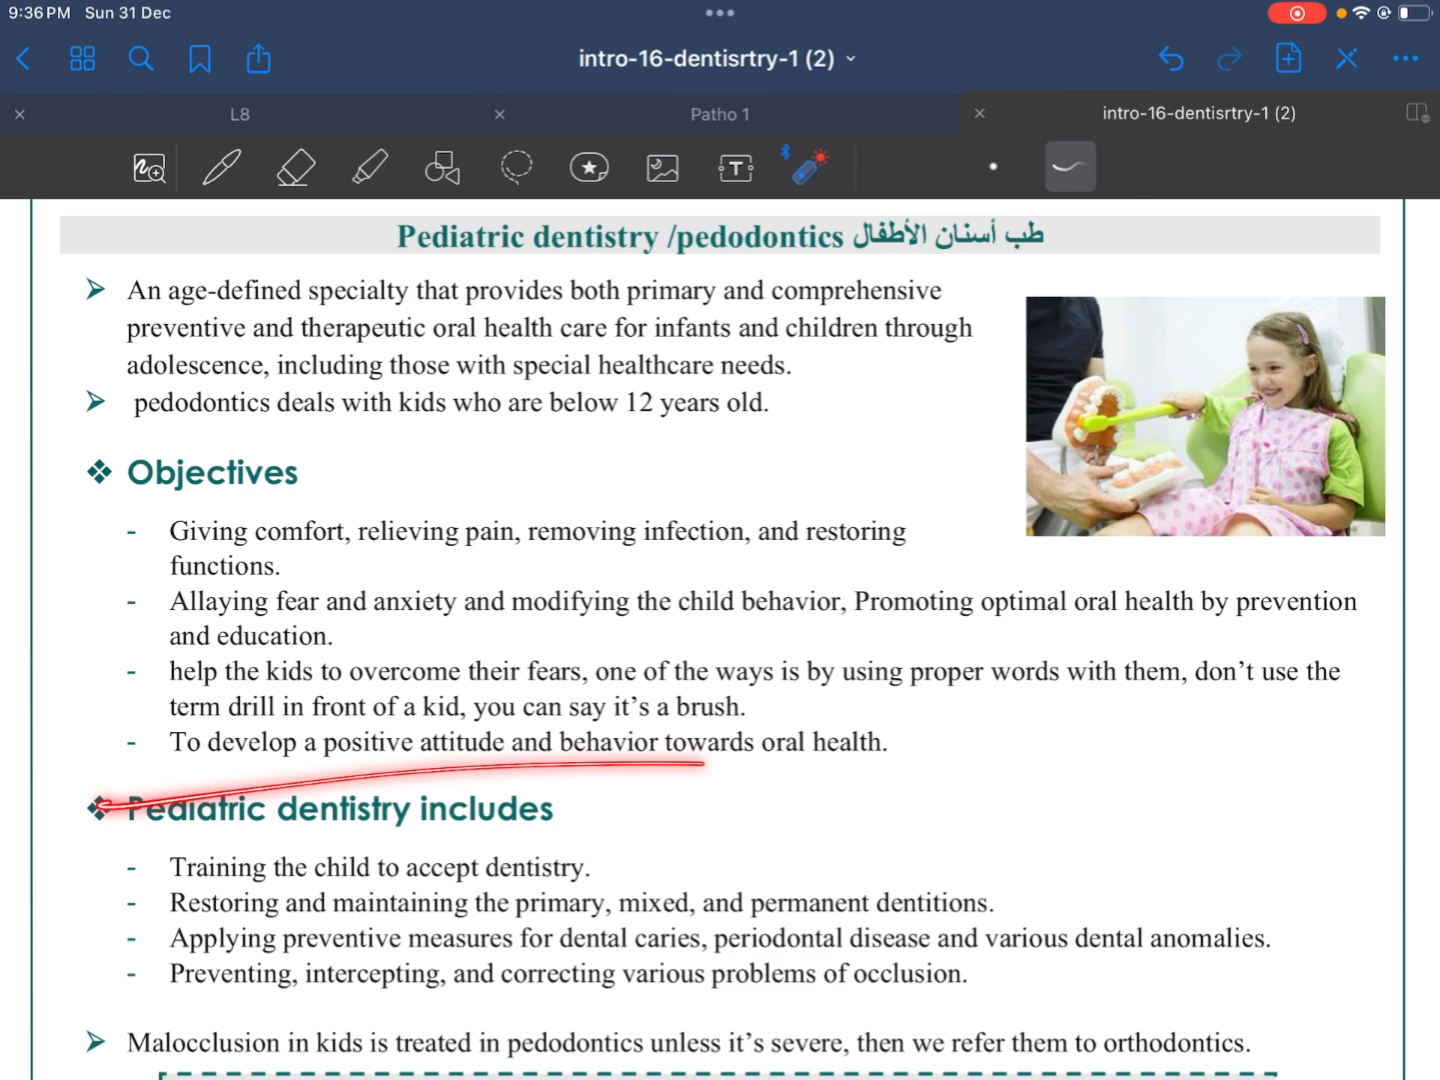 9:36 PM Sun 31 Dec
intro-16-dentisrtry-1 (2)
L8
Patho 1
intro-16-dentisrtry-1 (2)
T
Pediatric dentistry /pedodontics طب أسنان الأطفال
An age-defined specialty that provides both primary and comprehensive
preventive and therapeutic oral health care for infants and children through
adolescence, including those with special healthcare needs.
pedodontics deals with kids who are below 12 years old.
Objectives
- Giving comfort, relieving pain, removing infection, and restoring
functions.
- Allaying fear and anxiety and modifying the child behavior, Promoting optimal oral health by prevention
and education.
- help the kids to overcome their fears, one of the ways is by using proper words with them, don’t use the
term drill in front of a kid, you can say it’s a brush.
- To develop a positive attitude and behavior towards oral health.
Pediatric dentistry includes
- Training the child to accept dentistry.
- Restoring and maintaining the primary, mixed, and permanent dentitions.
- Applying preventive measures for dental caries, periodontal disease and various dental anomalies.
- Preventing, intercepting, and correcting various problems of occlusion.
Malocclusion in kids is treated in pedodontics unless it’s severe, then we refer them to orthodontics.